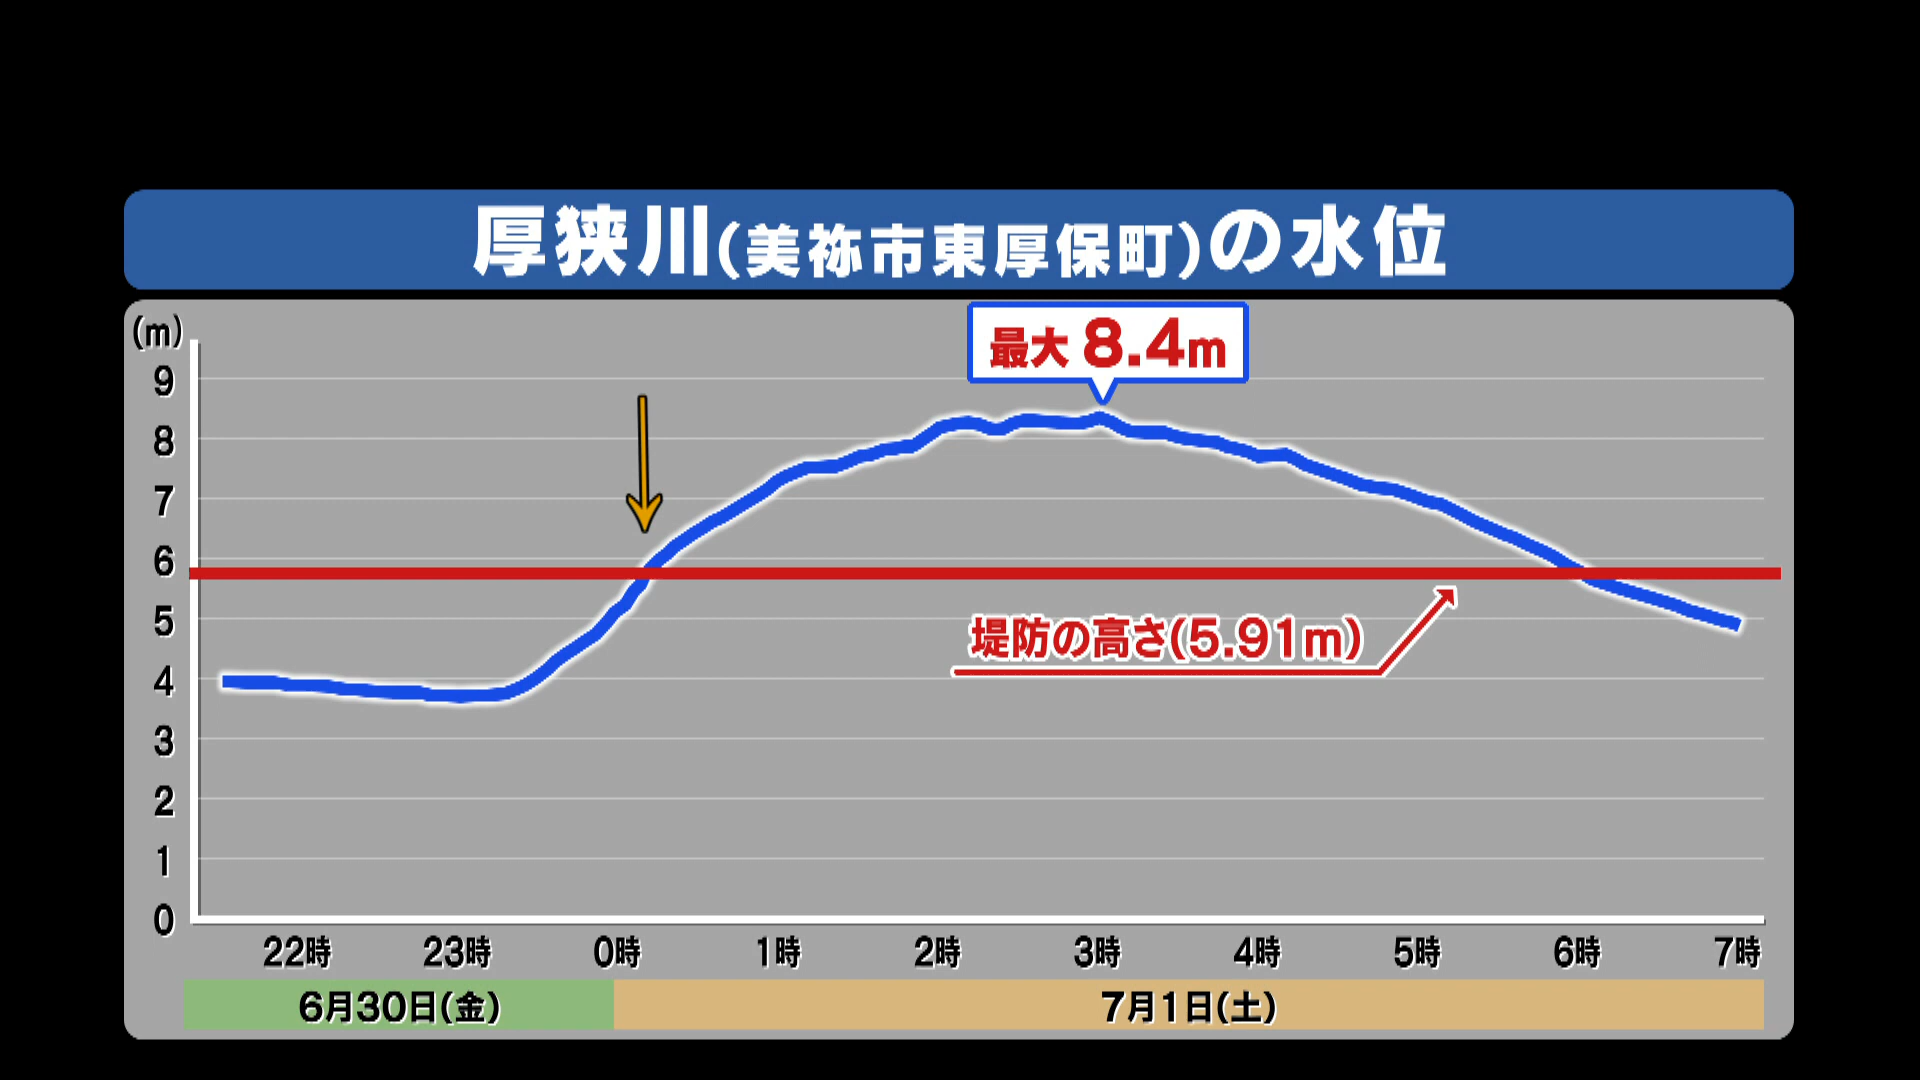 厚狭川(美祢市東厚保町)の水位
(m)
最大 8.4m
9
8
7
6
5
4
3
2
1
0
堤防の高さ(5.91m)
22時 23時 0時 1時 2時 3時 4時 5時 6時 7時
6月30日(金) 7月1日(土)